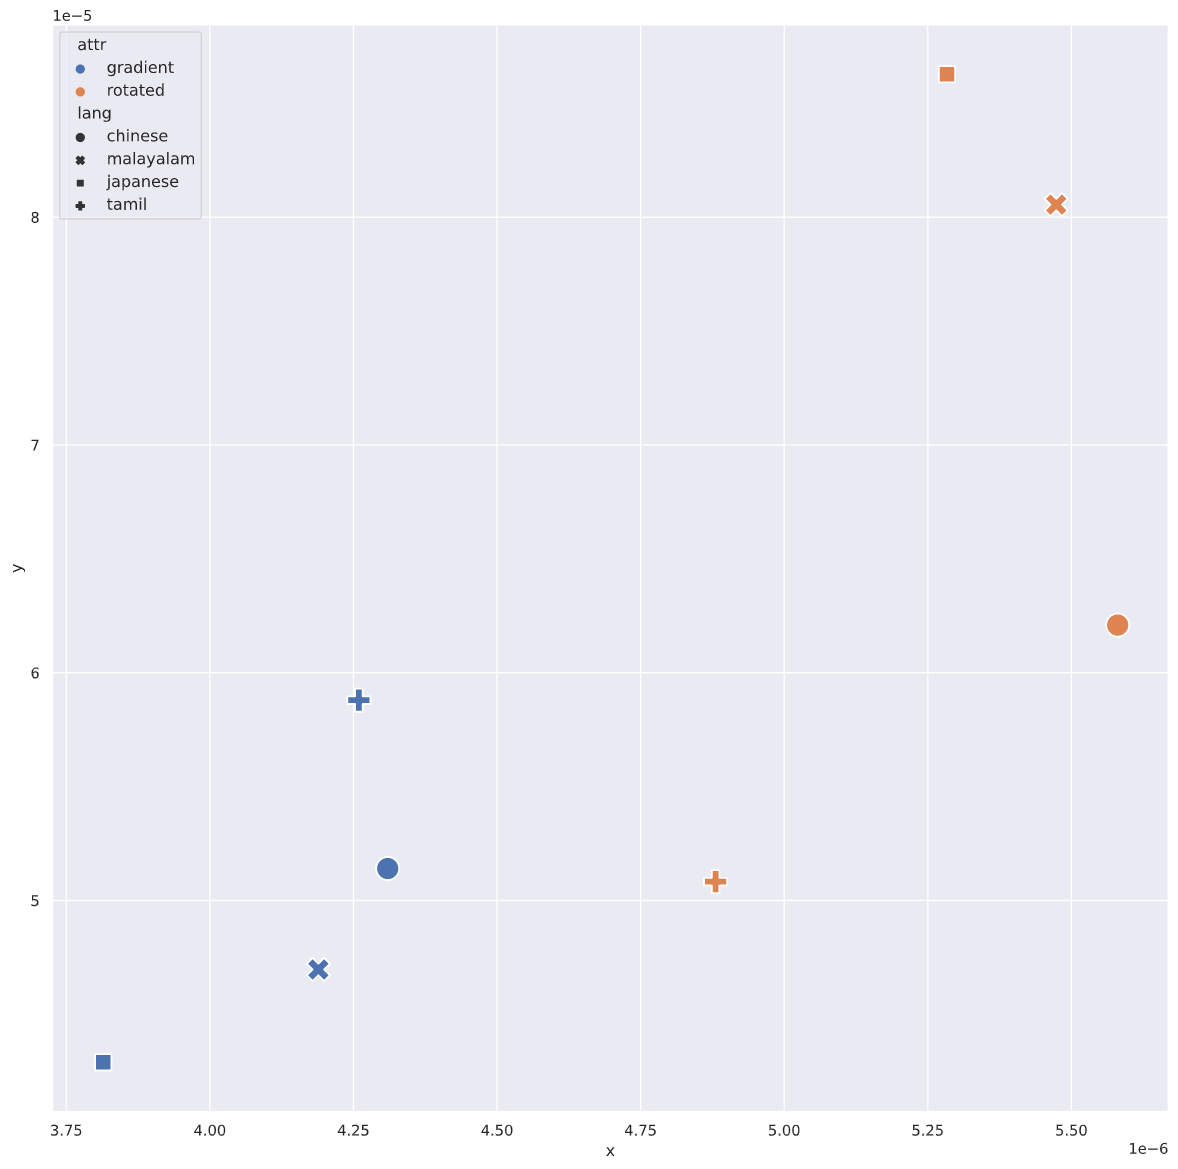 1e−5
attr
gradient
rotated
lang
chinese
malayalam
japanese
tamil
8
7
6
5
y
3.75 4.00 4.25 4.50 4.75 5.00 5.25 5.50
x
1e−6